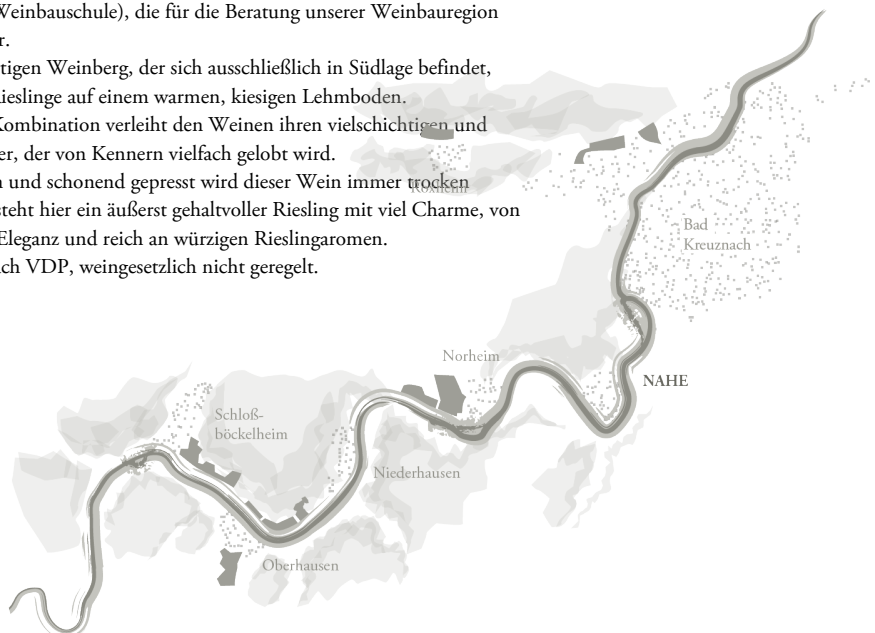 Weinbauschule), die für die Beratung unserer Weinbauregion
r.
tigen Weinberg, der sich ausschließlich in Südlage befindet,
ieslinge auf einem warmen, kiesigen Lehmboden.
Kombination verleiht den Weinen ihren vielschichtigen und
er, der von Kennern vielfach gelobt wird.
n und schonend gepresst wird dieser Wein immer trocken
steht hier ein äußerst gehaltvoller Riesling mit viel Charme, von
Eleganz und reich an würzigen Rieslingaromen.
ich VDP, weingesetzlich nicht geregelt.
Roxheim
Bad
Kreuznach
Norheim
NAHE
Schloß-
böckelheim
Niederhausen
Oberhausen